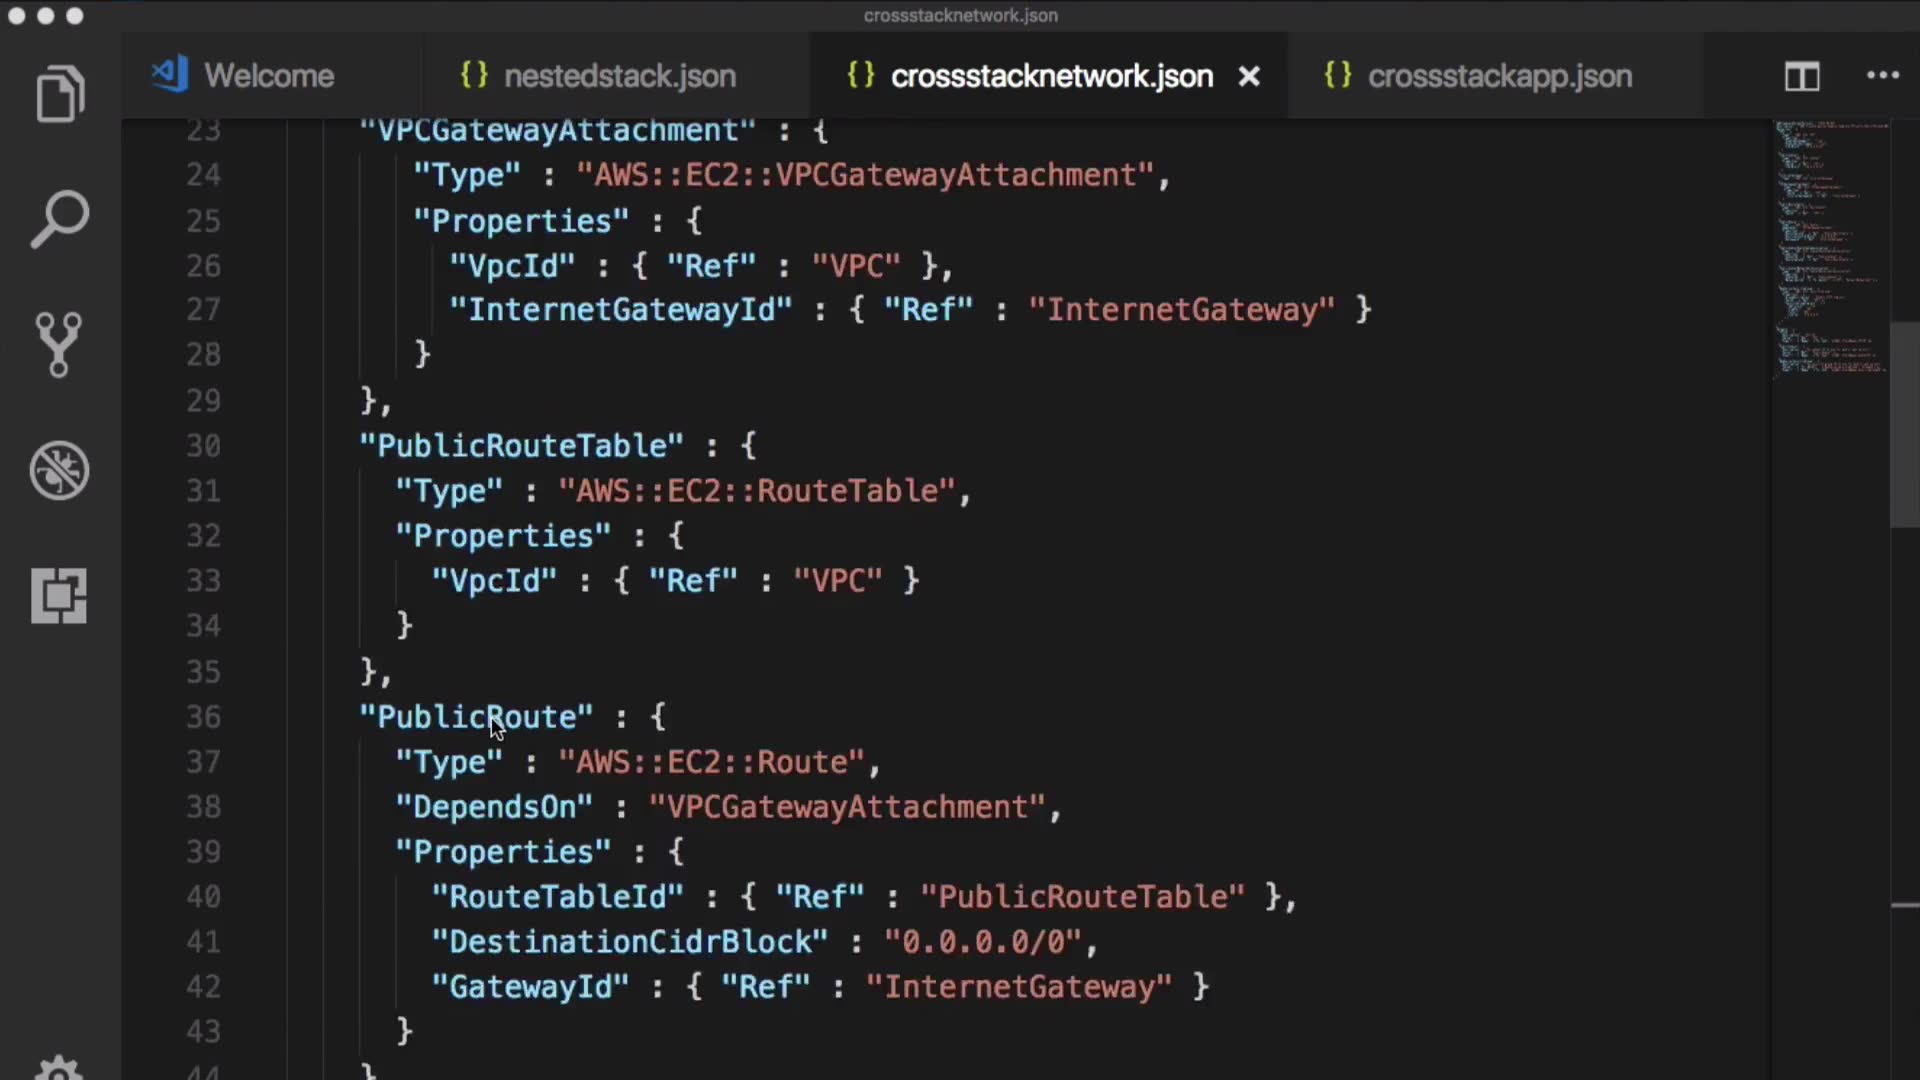 crossstacknetwork.json
Welcome
{} nestedstack.json
{} crossstacknetwork.json ×
{} crossstackapp.json
23 "VPCGatewayAttachment" : {
24 "Type" : "AWS::EC2::VPCGatewayAttachment",
25 "Properties" : {
26 "VpcId" : { "Ref" : "VPC" },
27 "InternetGatewayId" : { "Ref" : "InternetGateway" }
28 }
29 },
30 "PublicRouteTable" : {
31 "Type" : "AWS::EC2::RouteTable",
32 "Properties" : {
33 "VpcId" : { "Ref" : "VPC" }
34 }
35 },
36 "PublicRoute" : {
37 "Type" : "AWS::EC2::Route",
38 "DependsOn" : "VPCGatewayAttachment",
39 "Properties" : {
40 "RouteTableId" : { "Ref" : "PublicRouteTable" },
41 "DestinationCidrBlock" : "0.0.0.0/0",
42 "GatewayId" : { "Ref" : "InternetGateway" }
43 }
44 }